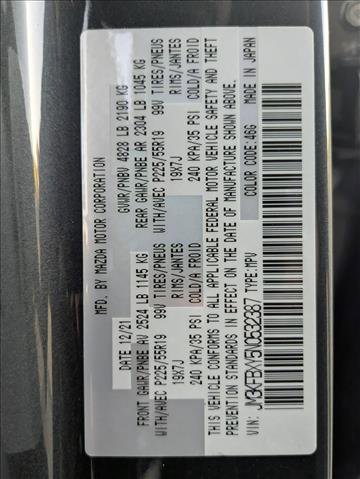 MFD. BY MAZDA MOTOR CORPORATION
DATE 12/21 GVWR/PNBV 4828 LB 2190 KG
FRONT GAWR/PNBE AV 2524 LB 1145 KG REAR GAWR/PNBE AR 2304 LB 1045 KG
WITH/AVEC P225/55R19 99V TIRES/PNEUS WITH/AVEC P225/55R19 99V TIRES/PNEUS
19X7J RIMS/JANTES 19X7J RIMS/JANTES
240 KPA/35 PSI COLD/A FROID 240 KPA/35 PSI COLD/A FROID
THIS VEHICLE CONFORMS TO ALL APPLICABLE FEDERAL MOTOR VEHICLE SAFETY AND THEFT
PREVENTION STANDARDS IN EFFECT ON THE DATE OF MANUFACTURE SHOWN ABOVE.
COLOR CODE:46G MADE IN JAPAN
VIN: JM3KFBXY5N0532387 TYPE:MPV